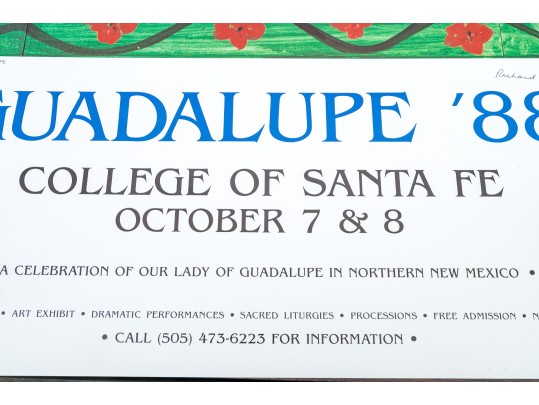 Richard
GUADALUPE '88
COLLEGE OF SANTA FE
OCTOBER 7 & 8
A CELEBRATION OF OUR LADY OF GUADALUPE IN NORTHERN NEW MEXICO •
• ART EXHIBIT • DRAMATIC PERFORMANCES • SACRED LITURGIES • PROCESSIONS • FREE ADMISSION • N
• CALL (505) 473-6223 FOR INFORMATION •